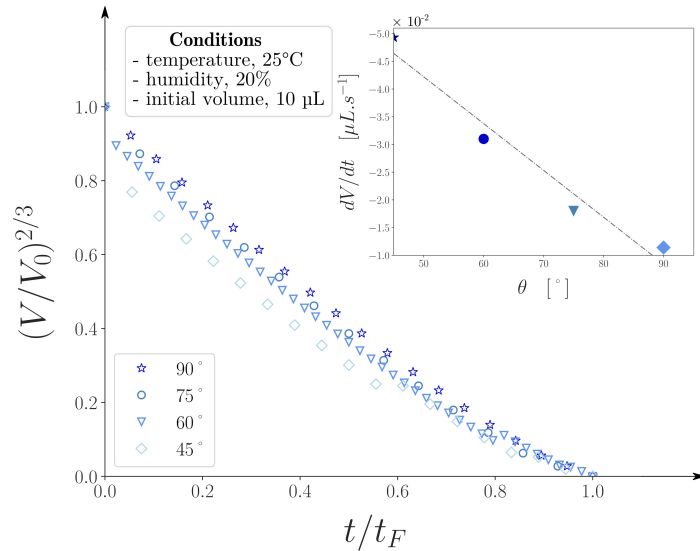 Conditions
- temperature, 25°C
- humidity, 20%
- initial volume, 10 µL
× 10⁻²
−5.0
−4.5
−4.0
−3.5
−3.0
−2.5
−2.0
−1.5
−1.0
dV/dt [μL.s⁻¹]
50 60 70 80 90
θ [°]
1.0
0.8
0.6
0.4
0.2
0.0
(V/V₀)^{2/3}
90°
75°
60°
45°
0.0 0.2 0.4 0.6 0.8 1.0
t/t_F